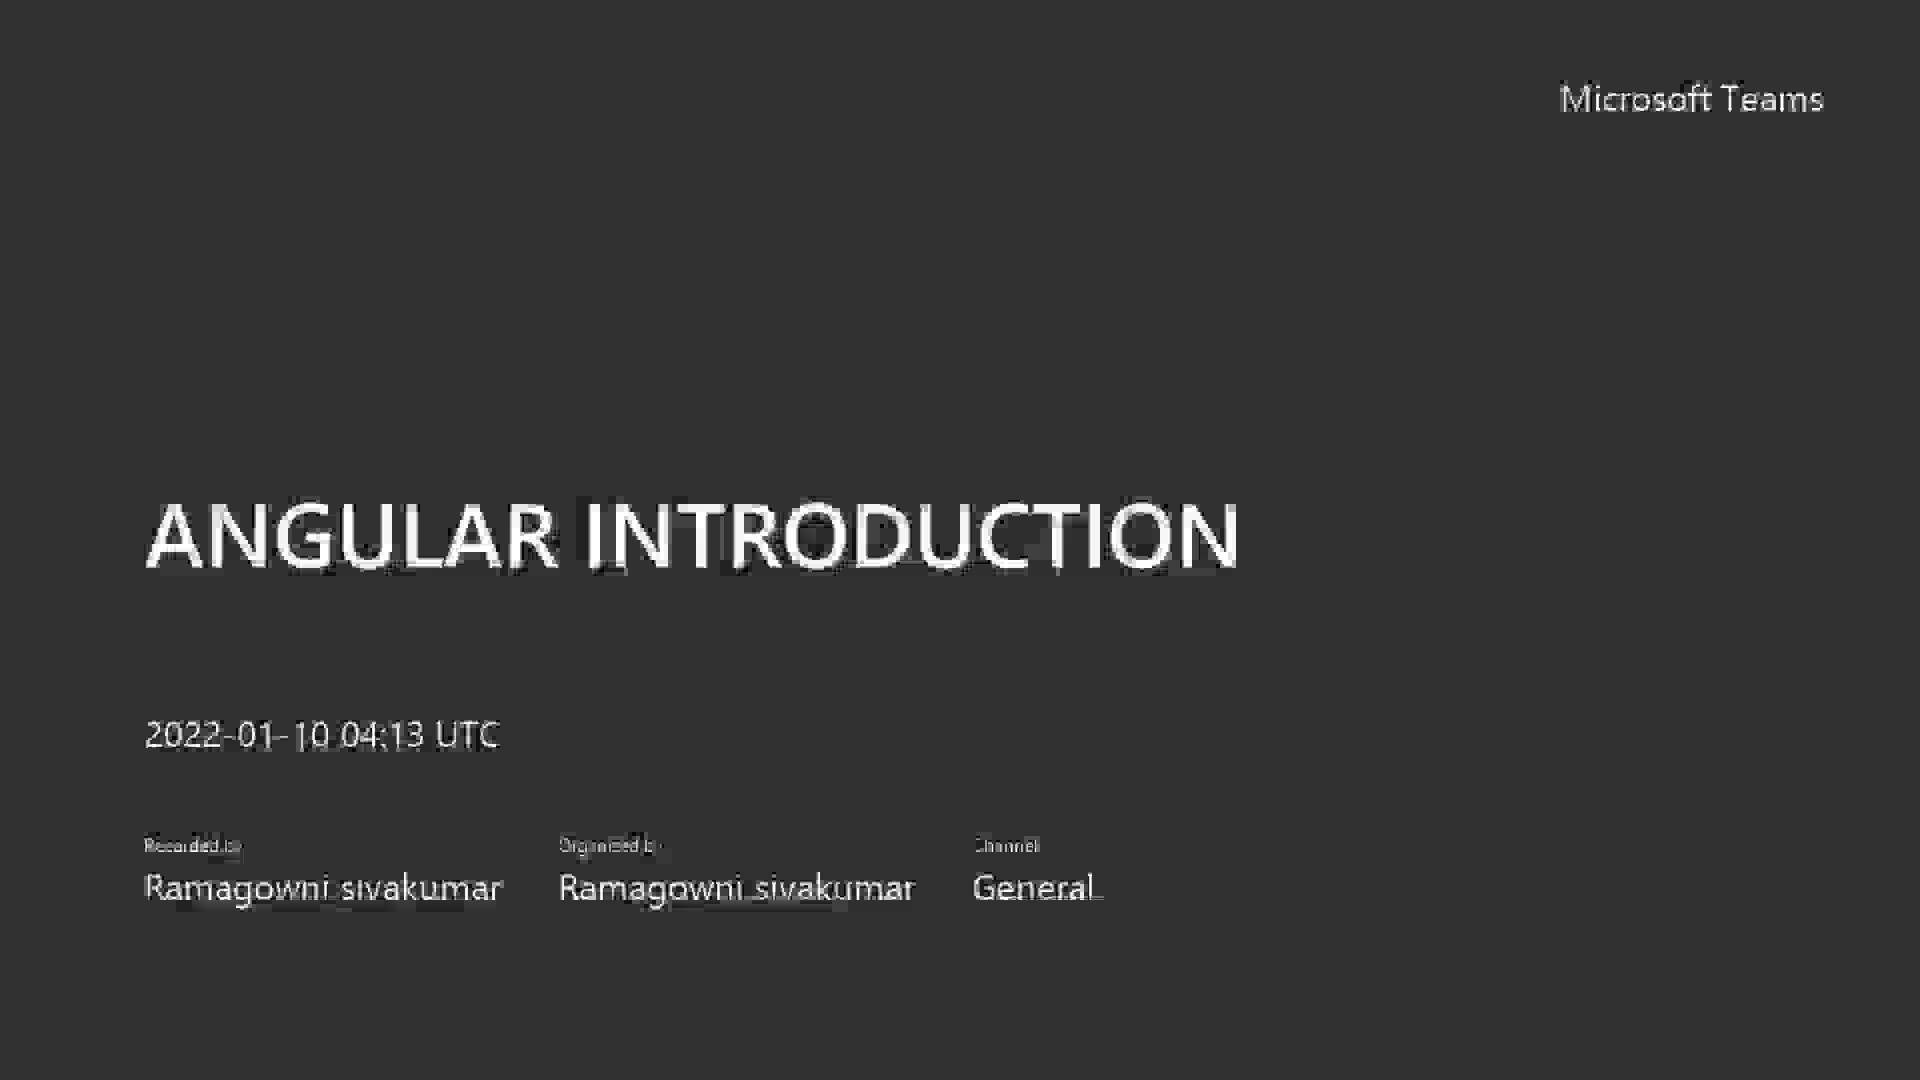 Microsoft Teams
ANGULAR INTRODUCTION
2022-01-10 04:13 UTC
Recorded by Organized by Channel
Ramagowni sivakumar Ramagowni sivakumar General